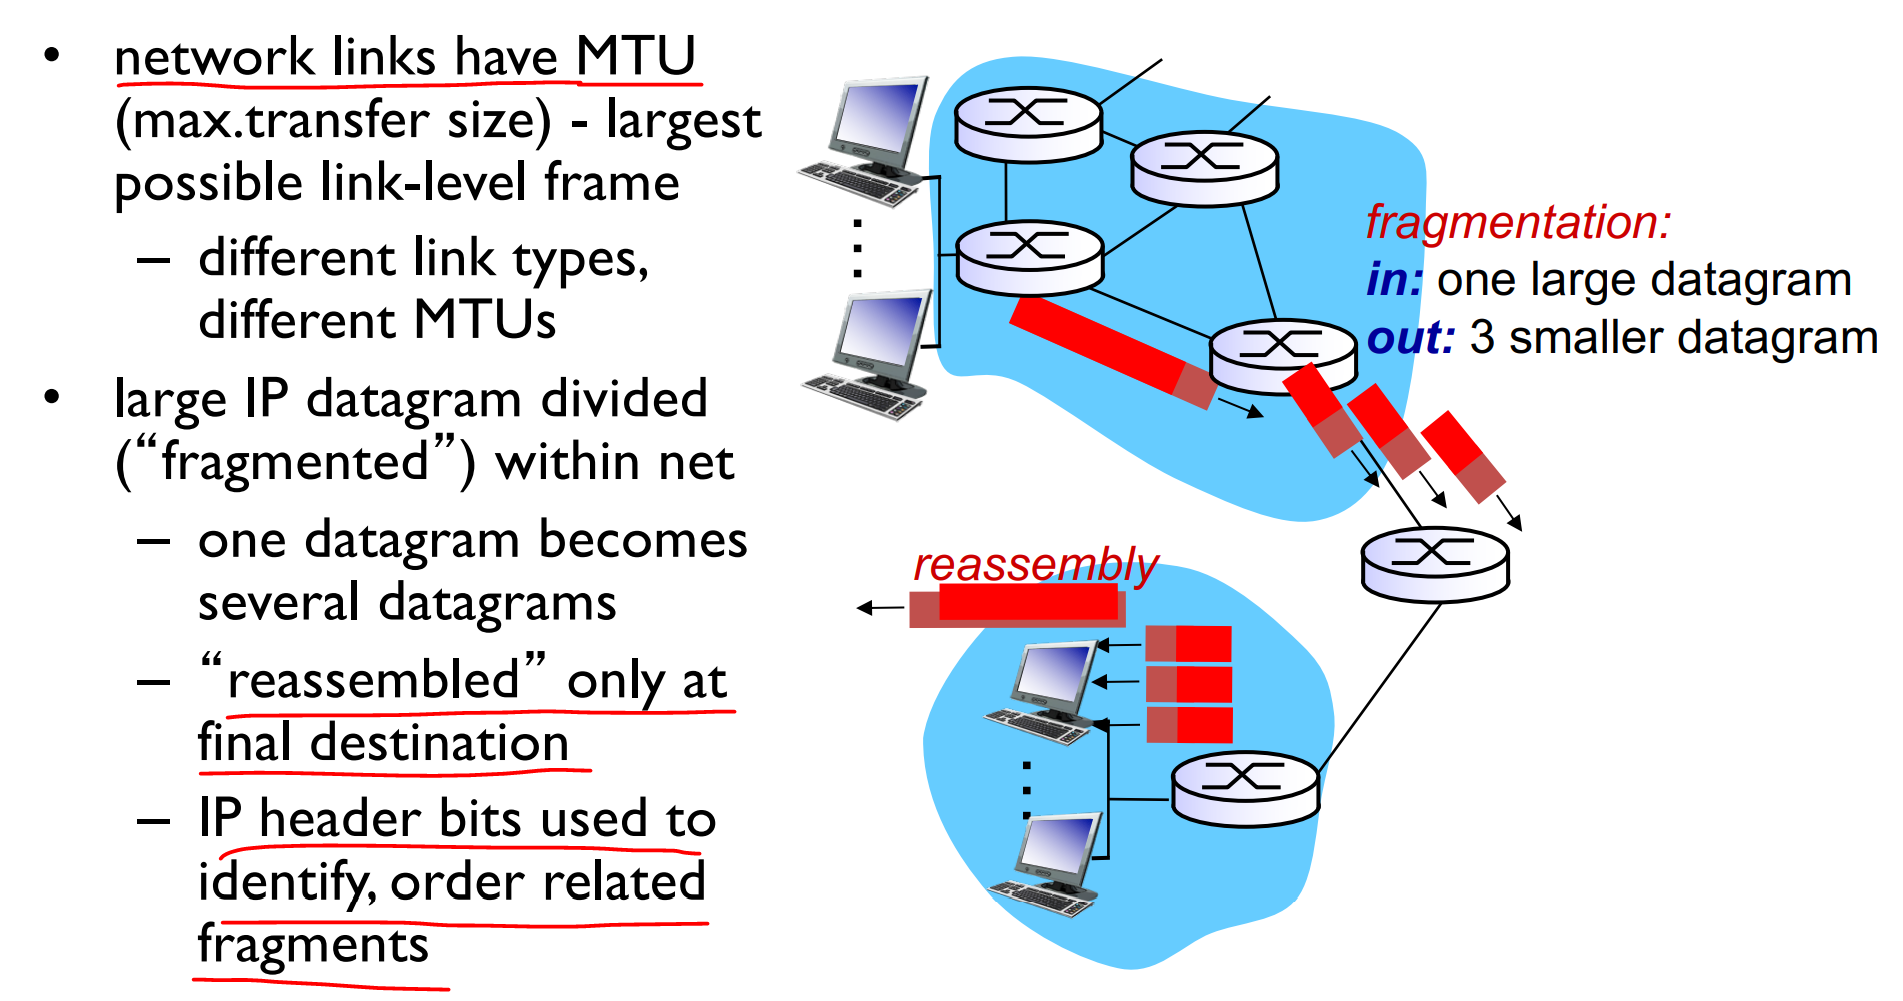 • network links have MTU
(max.transfer size) - largest
possible link-level frame
– different link types,
different MTUs
• large IP datagram divided
(“fragmented”) within net
– one datagram becomes
several datagrams
– “reassembled” only at
final destination
– IP header bits used to
identify, order related
fragments
fragmentation:
in: one large datagram
out: 3 smaller datagram
reassembly